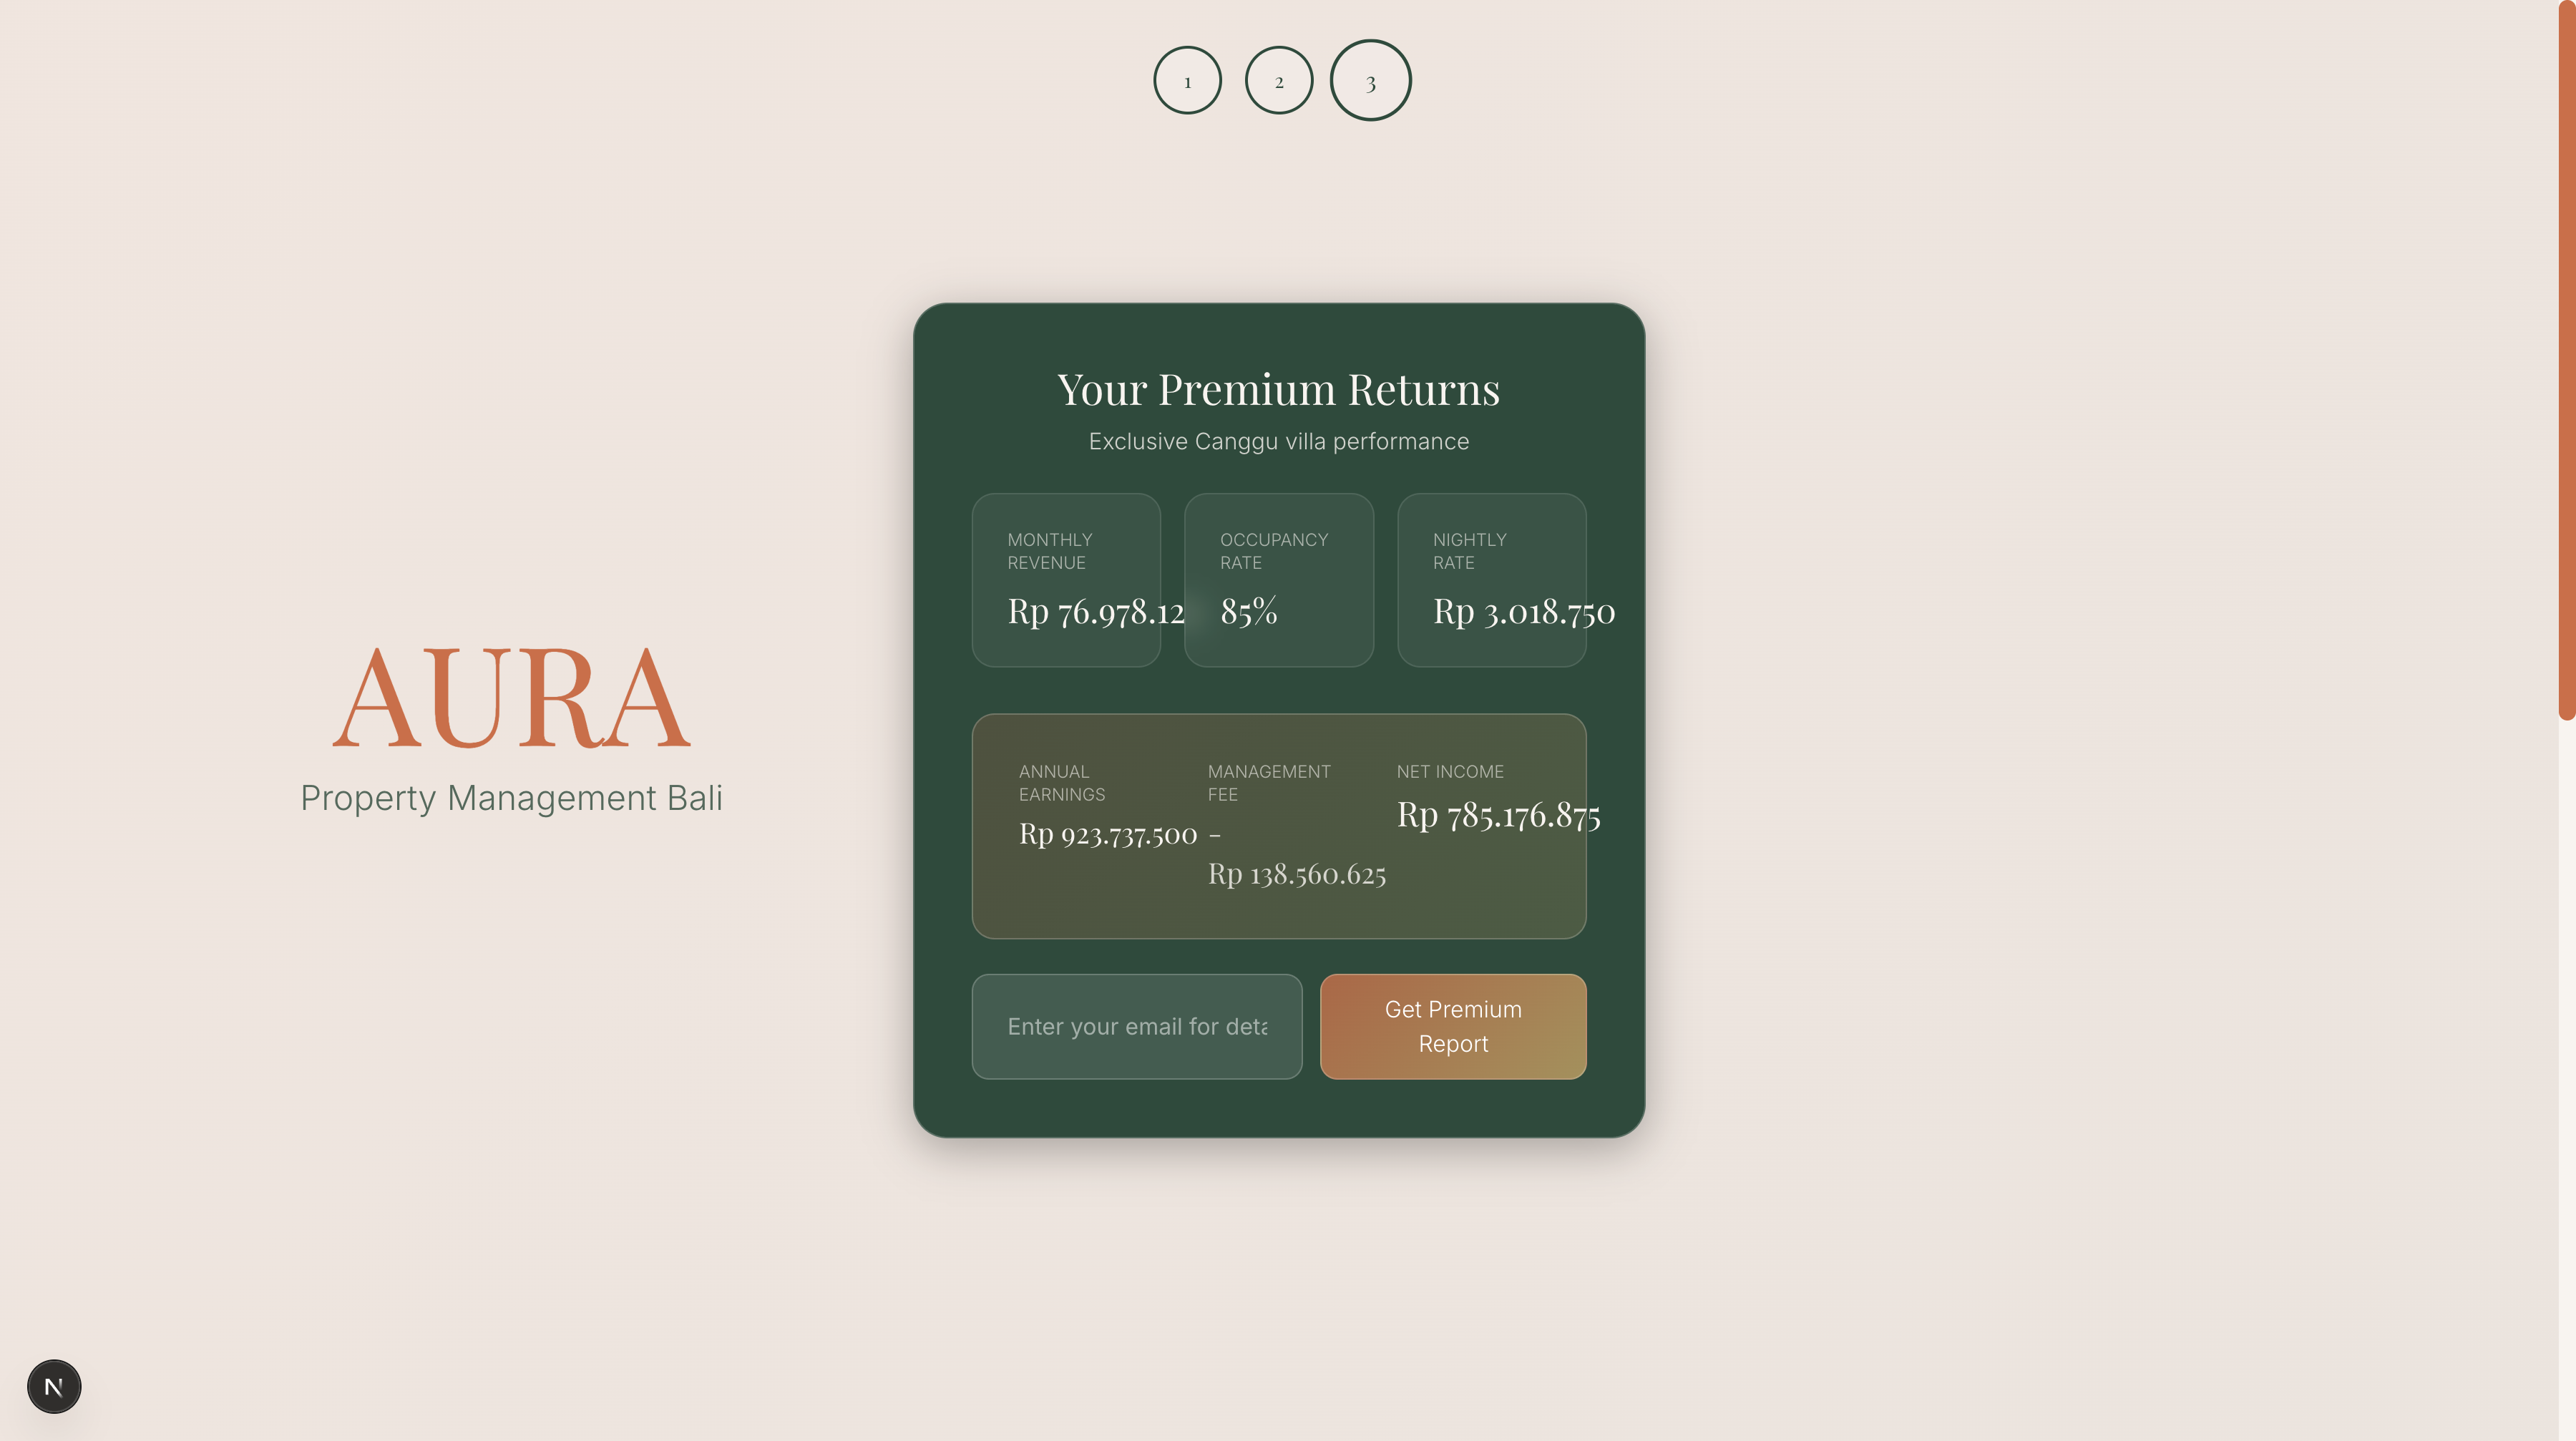 1
2
3
Your Premium Returns
Exclusive Canggu villa performance
MONTHLY
REVENUE
Rp 76.978.12
OCCUPANCY
RATE
85%
NIGHTLY
RATE
Rp 3.018.750
AURA
Property Management Bali
ANNUAL
EARNINGS
Rp 923.737.500
MANAGEMENT
FEE
-
Rp 138.560.625
NET INCOME
Rp 785.176.875
Enter your email for deta
Get Premium
Report
N